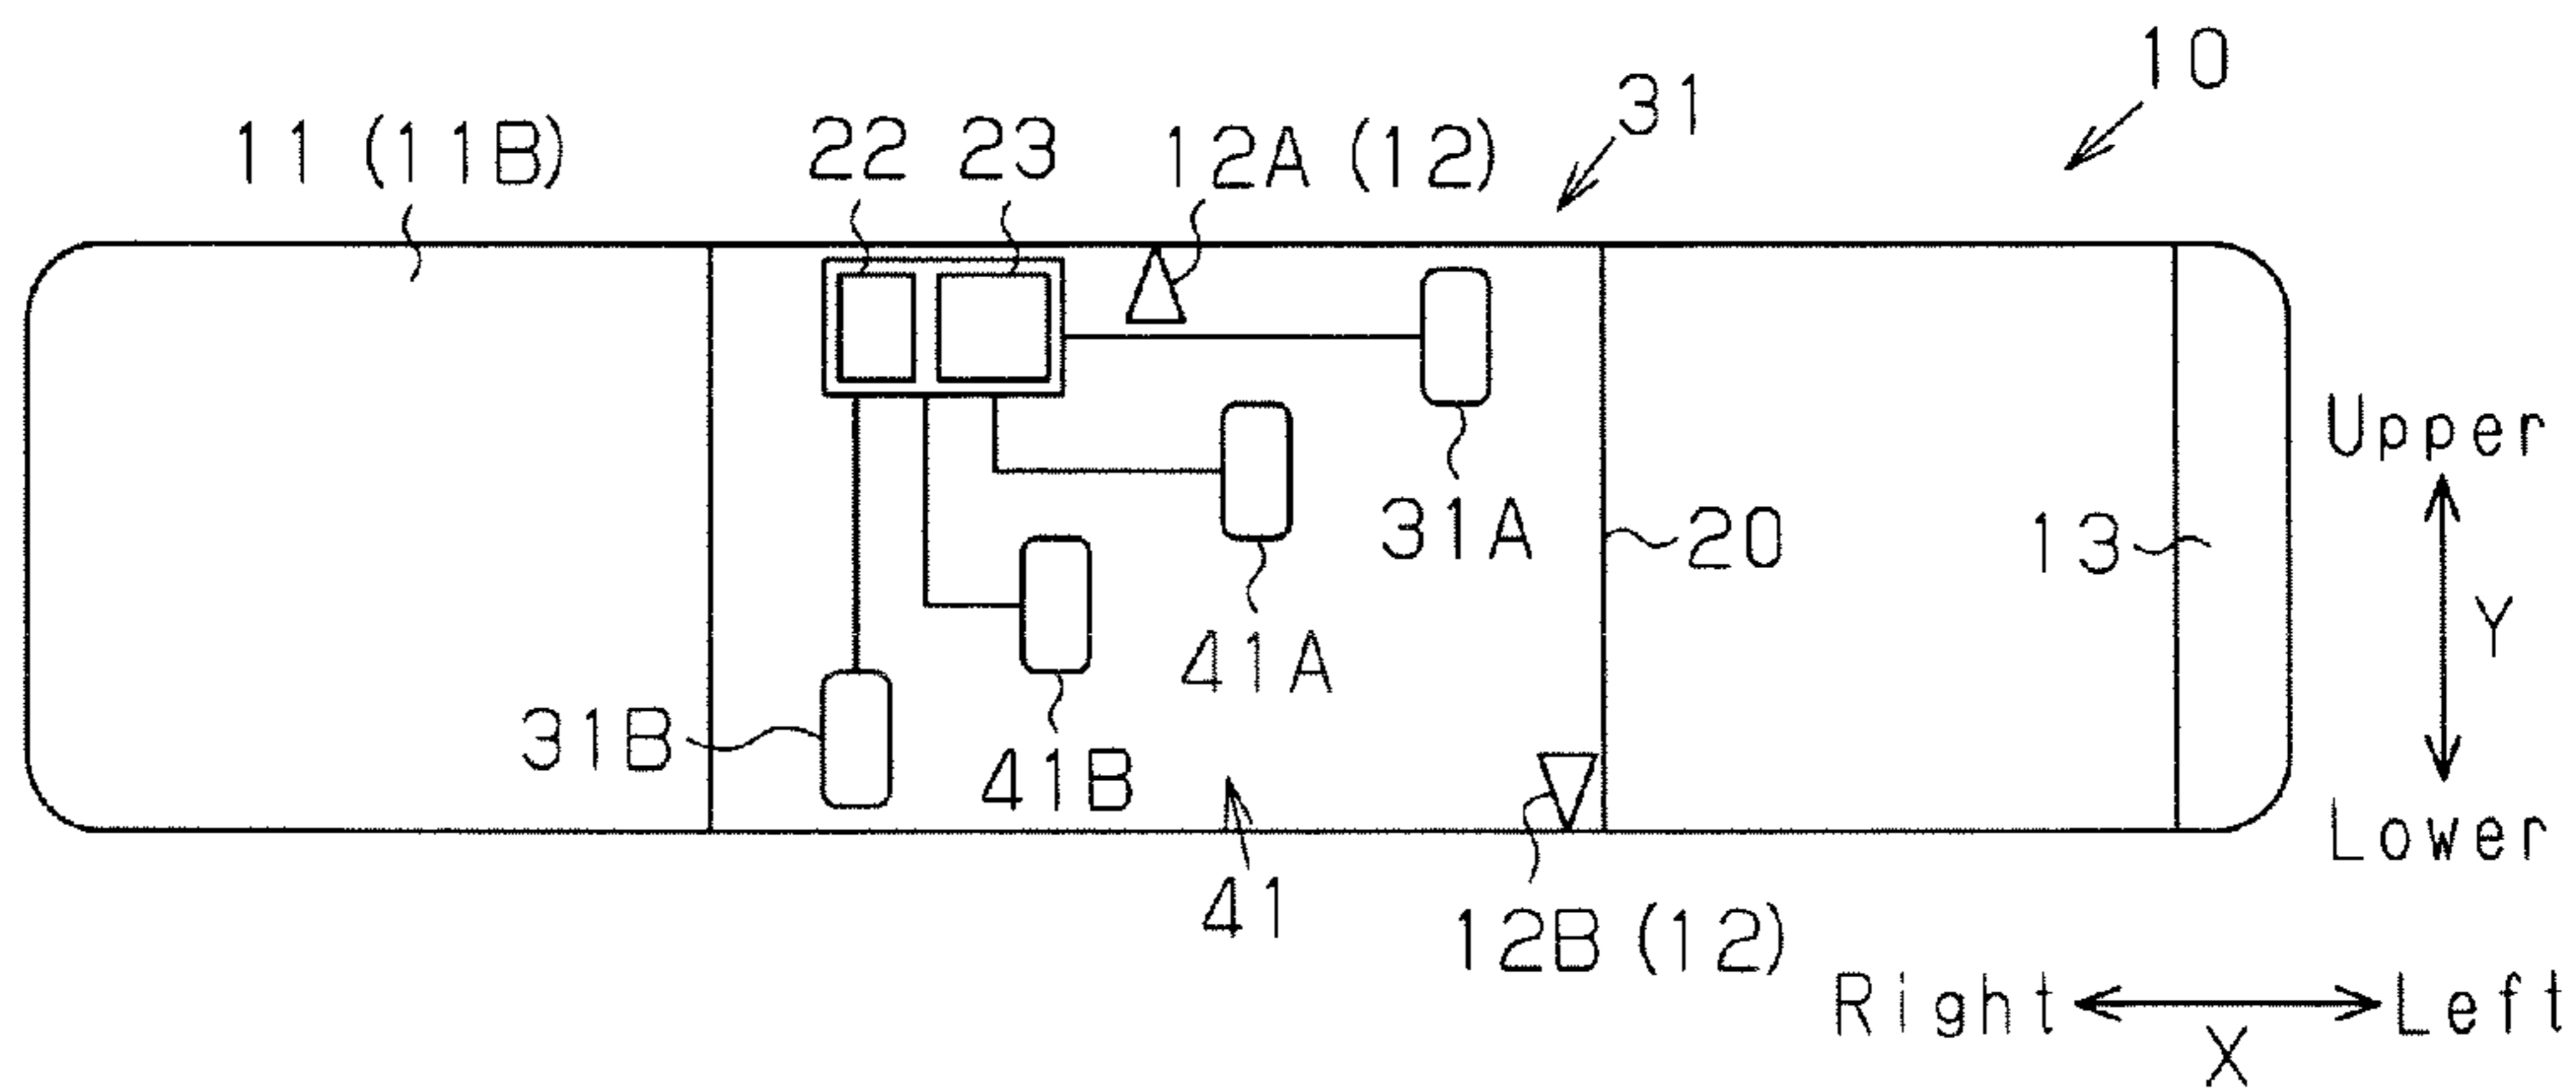 10
31
11 (11B)
22
23
12A (12)
Upper
31A
20
13
Y
41A
31B
41B
Lower
41
12B (12)
Right
Left
X